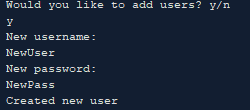 Would you like to add users? y/n
y
New username:
NewUser
New password:
NewPass
Created new user